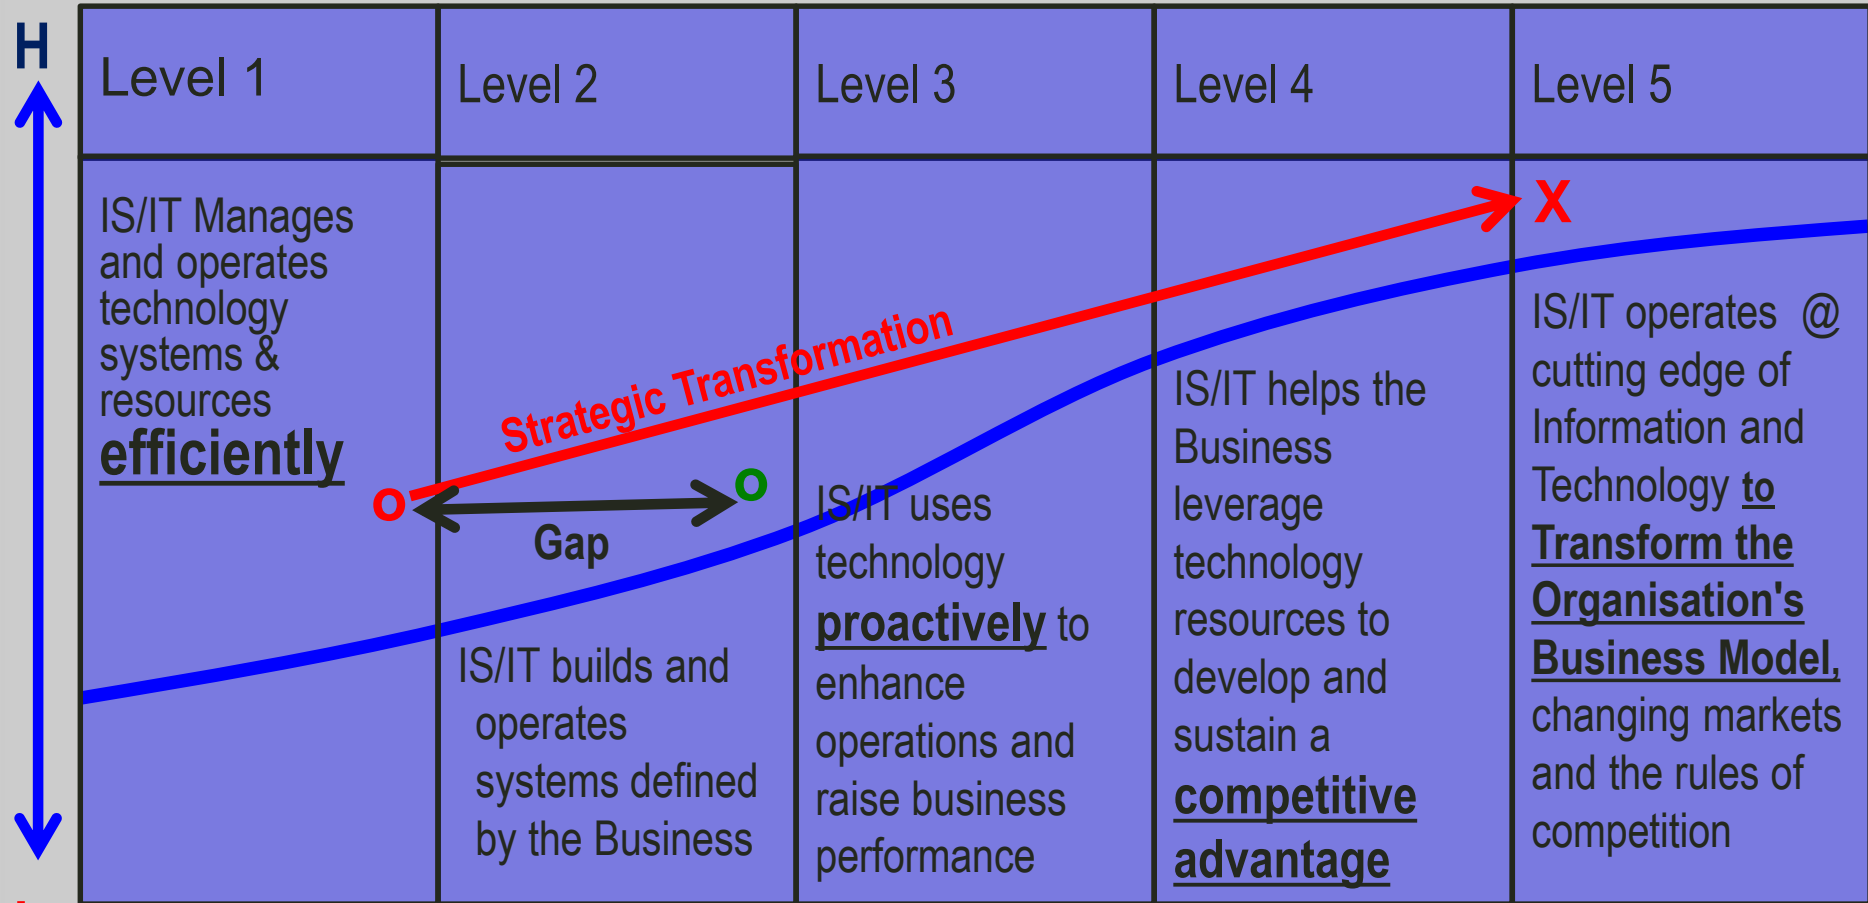 H
Level 1
Level 2
Level 3
Level 4
Level 5
IS/IT Manages
and operates
technology
systems &
resources
efficiently
o
Strategic Transformation
X
Gap
o
IS/IT builds and
operates
systems defined
by the Business
IS/IT uses
technology
proactively to
enhance
operations and
raise business
performance
IS/IT helps the
Business
leverage
technology
resources to
develop and
sustain a
competitive
advantage
IS/IT operates @
cutting edge of
Information and
Technology to
Transform the
Organisation's
Business Model,
changing markets
and the rules of
competition